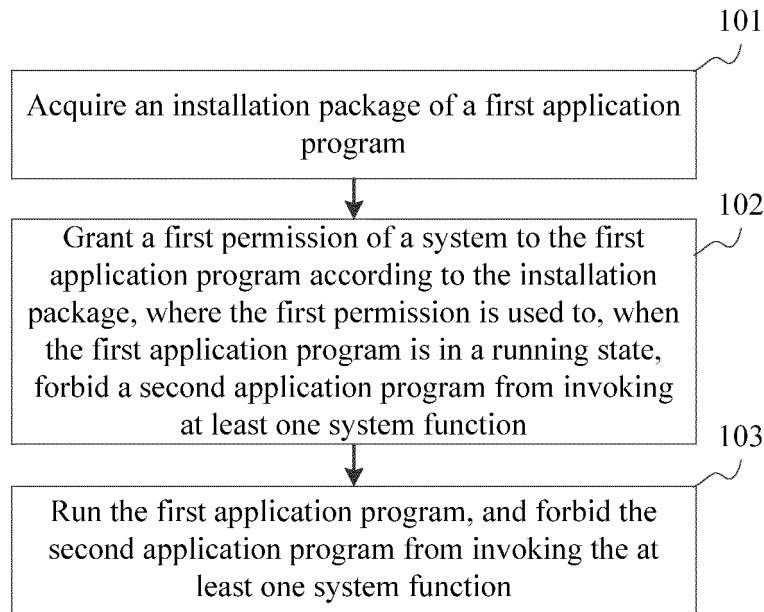 101
Acquire an installation package of a first application
program
102
Grant a first permission of a system to the first
application program according to the installation
package, where the first permission is used to, when
the first application program is in a running state,
forbid a second application program from invoking
at least one system function
103
Run the first application program, and forbid the
second application program from invoking the at
least one system function